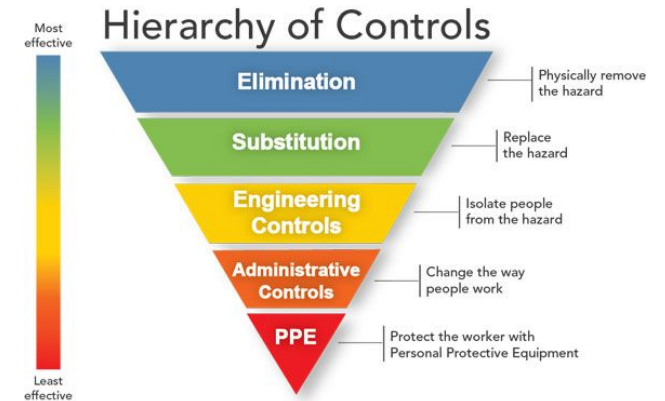 Hierarchy of Controls
Most
effective
Elimination
Physically remove
the hazard
Substitution
Replace
the hazard
Engineering
Controls
Isolate people
from the hazard
Administrative
Controls
Change the way
people work
PPE
Protect the worker with
Personal Protective Equipment
Least
effective